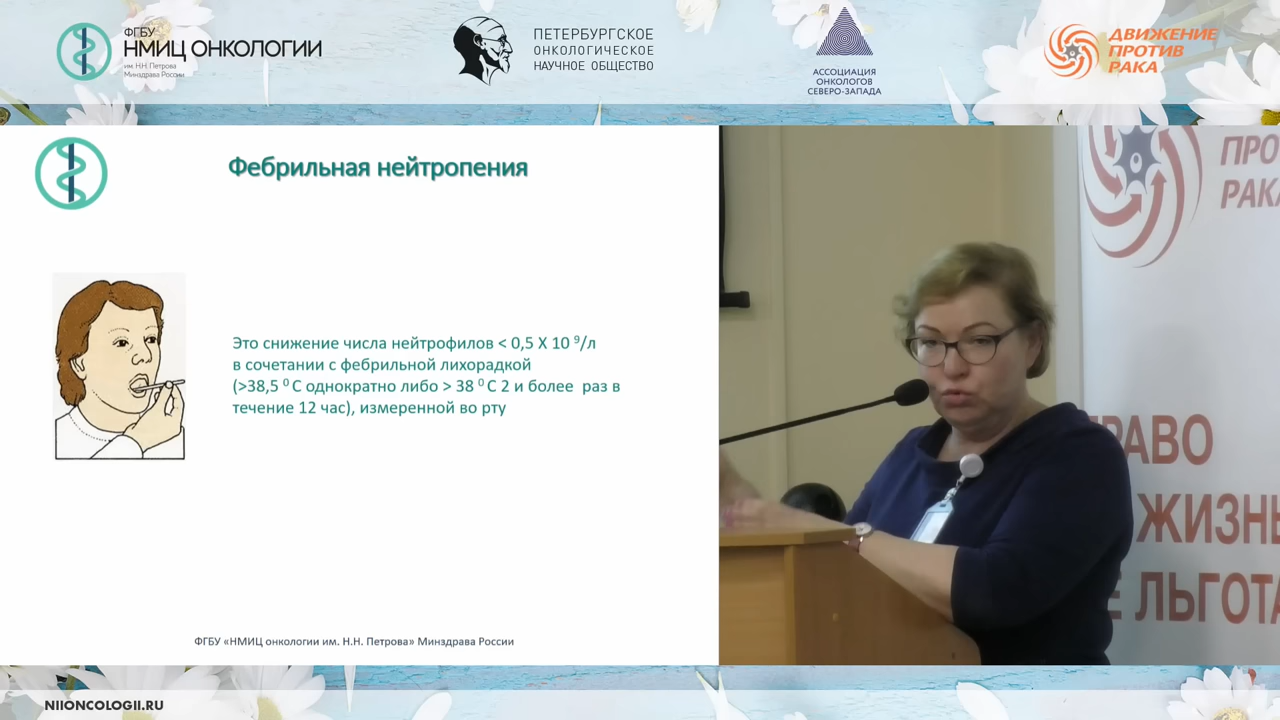 ФГБУ
НМИЦ ОНКОЛОГИИ
им. Н.Н. Петрова
Минздрава России
ПЕТЕРБУРГСКОЕ
ОНКОЛОГИЧЕСКОЕ
НАУЧНОЕ ОБЩЕСТВО
АССОЦИАЦИЯ
ОНКОЛОГОВ
СЕВЕРО-ЗАПАДА
ДВИЖЕНИЕ
ПРОТИВ
РАКА
Фебрильная нейтропения
Это снижение числа нейтрофилов < 0,5 X 10 ⁹/л
в сочетании с фебрильной лихорадкой
(>38,5 ⁰ С однократно либо > 38 ⁰ С 2 и более раз в
течение 12 час), измеренной во рту
ФГБУ «НМИЦ онкологии им. Н.Н. Петрова» Минздрава России
ПРО
РАКА
РАВО
ЖИЗНЬ
Е ЛЬГОТА
NIIONCOLOGII.RU